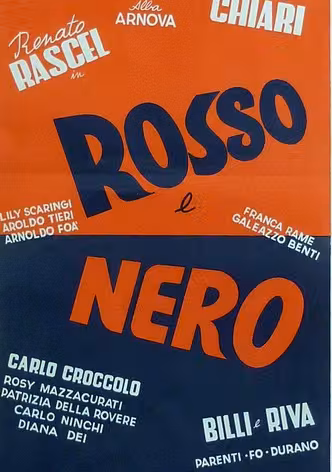 Alba
ARNOVA
CHIARI
Renato
RASCEL
in
ROSSO
e
LILY SCARINGI
AROLDO TIERI
ARNOLDO FOÀ
FRANCA RAME
GALEAZZO BENTI
NERO
CARLO CROCCOLO
ROSY MAZZACURATI
PATRIZIA DELLA ROVERE
CARLO NINCHI
DIANA DEI
BILLI e RIVA
PARENTI - FO - DURANO